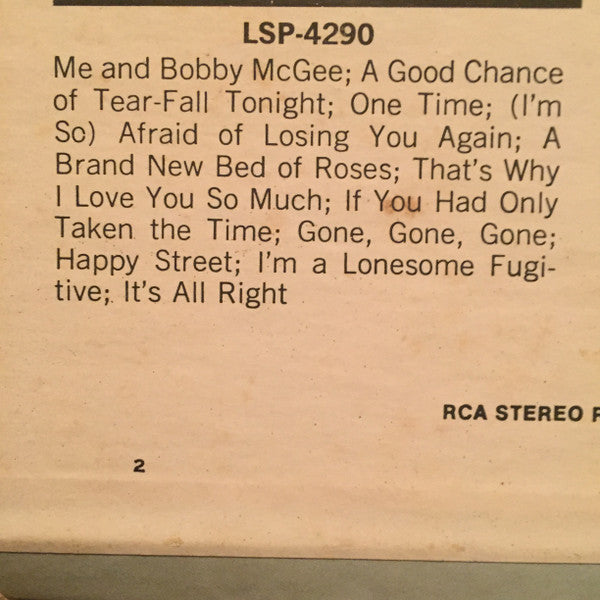 LSP-4290
Me and Bobby McGee; A Good Chance
of Tear-Fall Tonight; One Time; (I'm
So) Afraid of Losing You Again; A
Brand New Bed of Roses; That's Why
I Love You So Much; If You Had Only
Taken the Time; Gone, Gone, Gone;
Happy Street; I'm a Lonesome Fugi-
tive; It's All Right
RCA STEREO
2